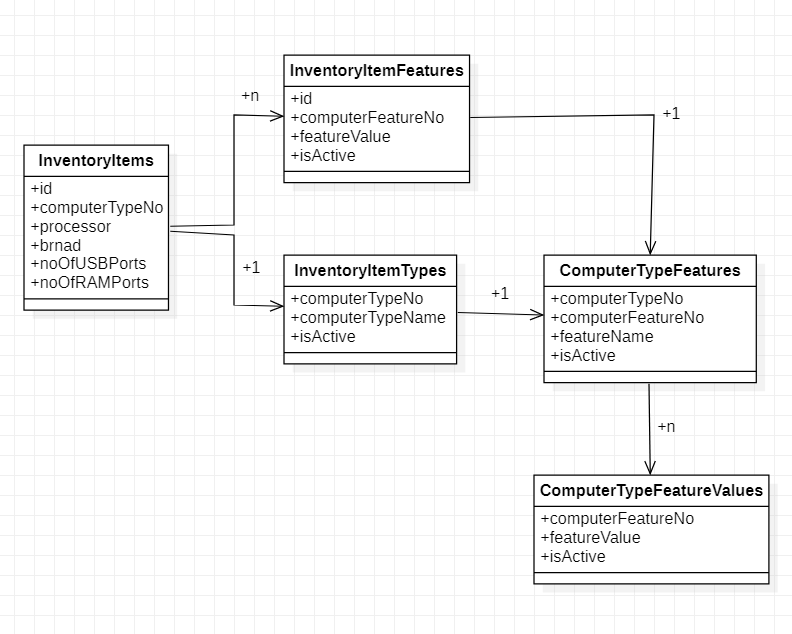 InventoryItemFeatures
+id
+computerFeatureNo
+featureValue
+isActive
+n
+1
InventoryItems
+id
+computerTypeNo
+processor
+brnad
+noOfUSBPorts
+noOfRAMPorts
+1
InventoryItemTypes
+computerTypeNo
+computerTypeName
+isActive
+1
ComputerTypeFeatures
+computerTypeNo
+computerFeatureNo
+featureName
+isActive
+n
ComputerTypeFeatureValues
+computerFeatureNo
+featureValue
+isActive